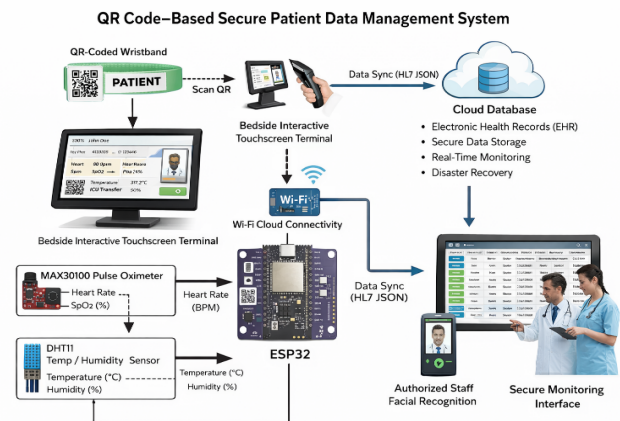 QR Code–Based Secure Patient Data Management System
QR-Coded Wristband
PATIENT
Scan QR
Bedside Interactive
Touchscreen Terminal
Data Sync (HL7 JSON)
Cloud Database
• Electronic Health Records (EHR)
• Secure Data Storage
• Real-Time Monitoring
• Disaster Recovery
SpO2
Temperature
ICU Transfer
Bedside Interactive Touchscreen Terminal
Wi-Fi
Wi-Fi Cloud Connectivity
MAX30100 Pulse Oximeter
Heart Rate
SpO₂ (%)
Heart Rate
(BPM)
ESP32
Data Sync
(HL7 JSON)
DHT11
Temp / Humidity Sensor
Temperature (°C)
Humidity (%)
Temperature (°C)
Humidity (%)
Authorized Staff
Facial Recognition
Secure Monitoring
Interface